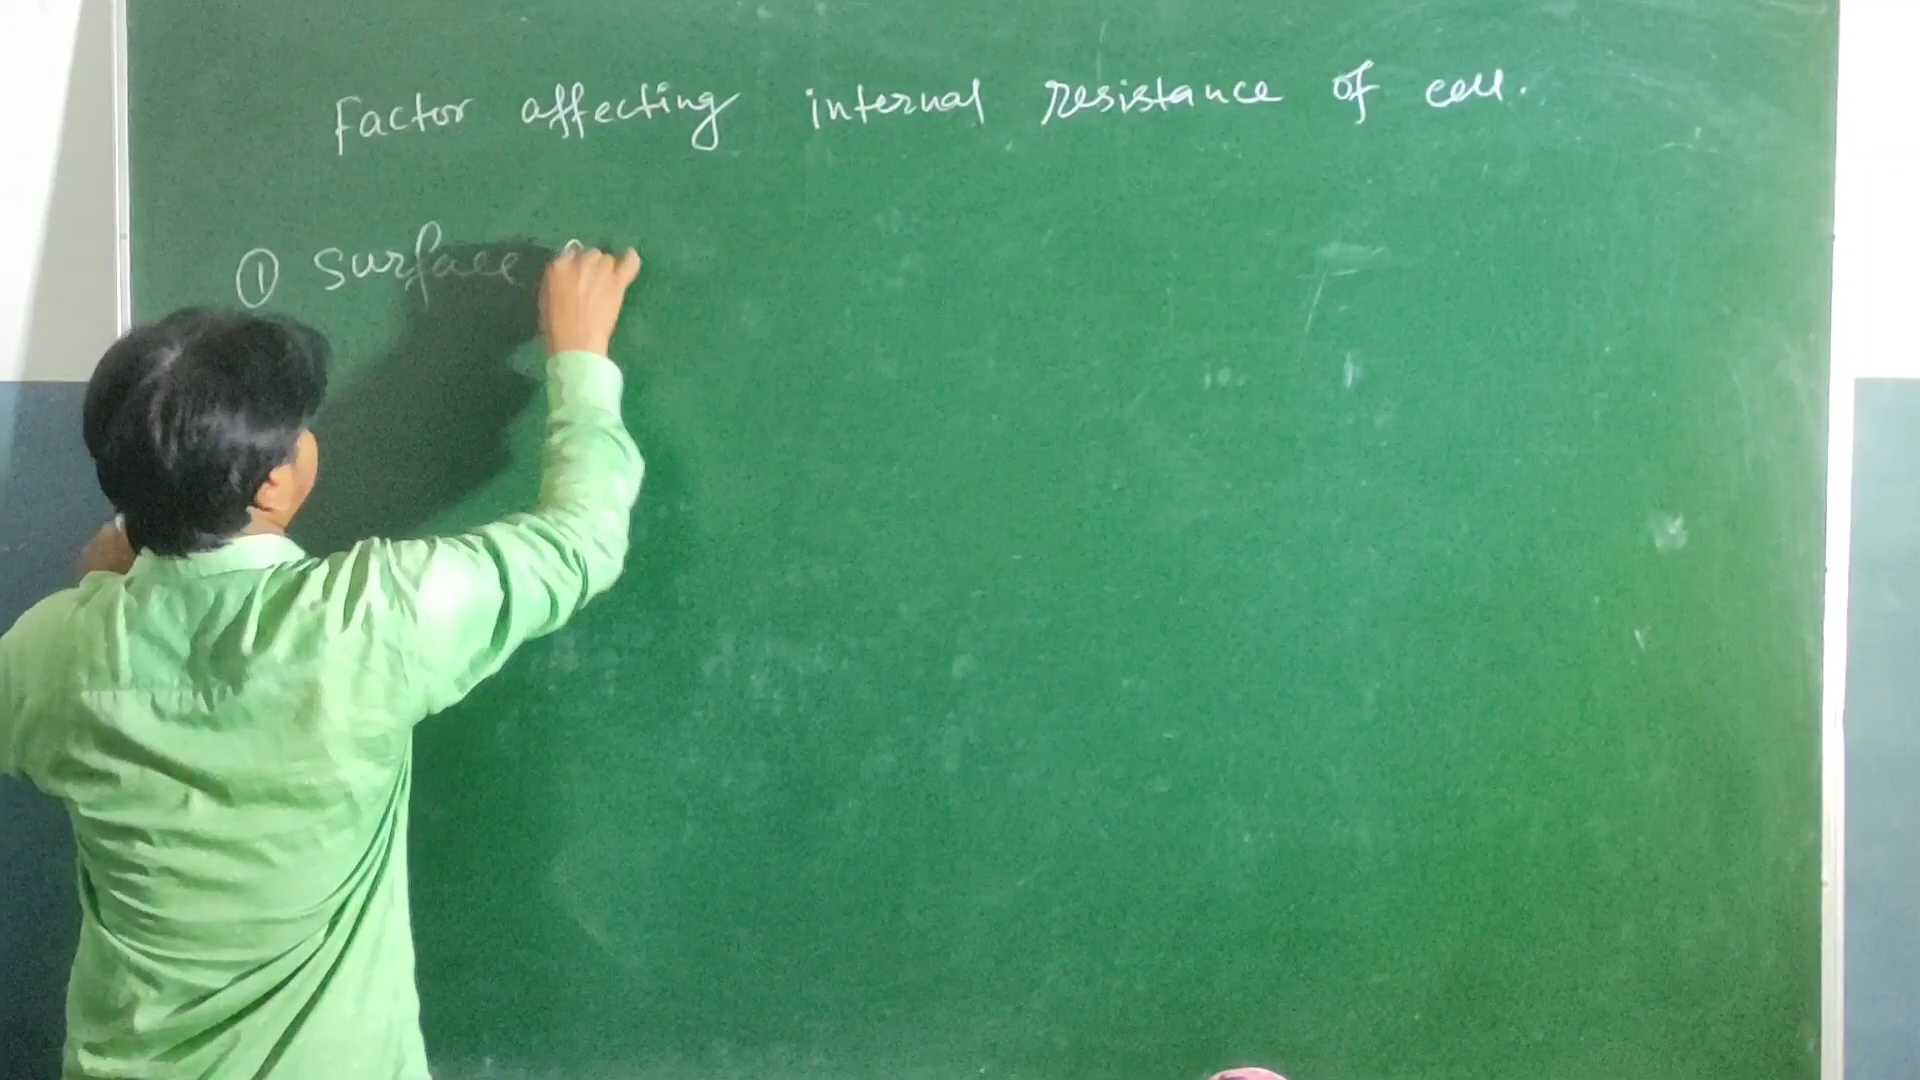 Factor affecting internal resistance of cell.
① Surface